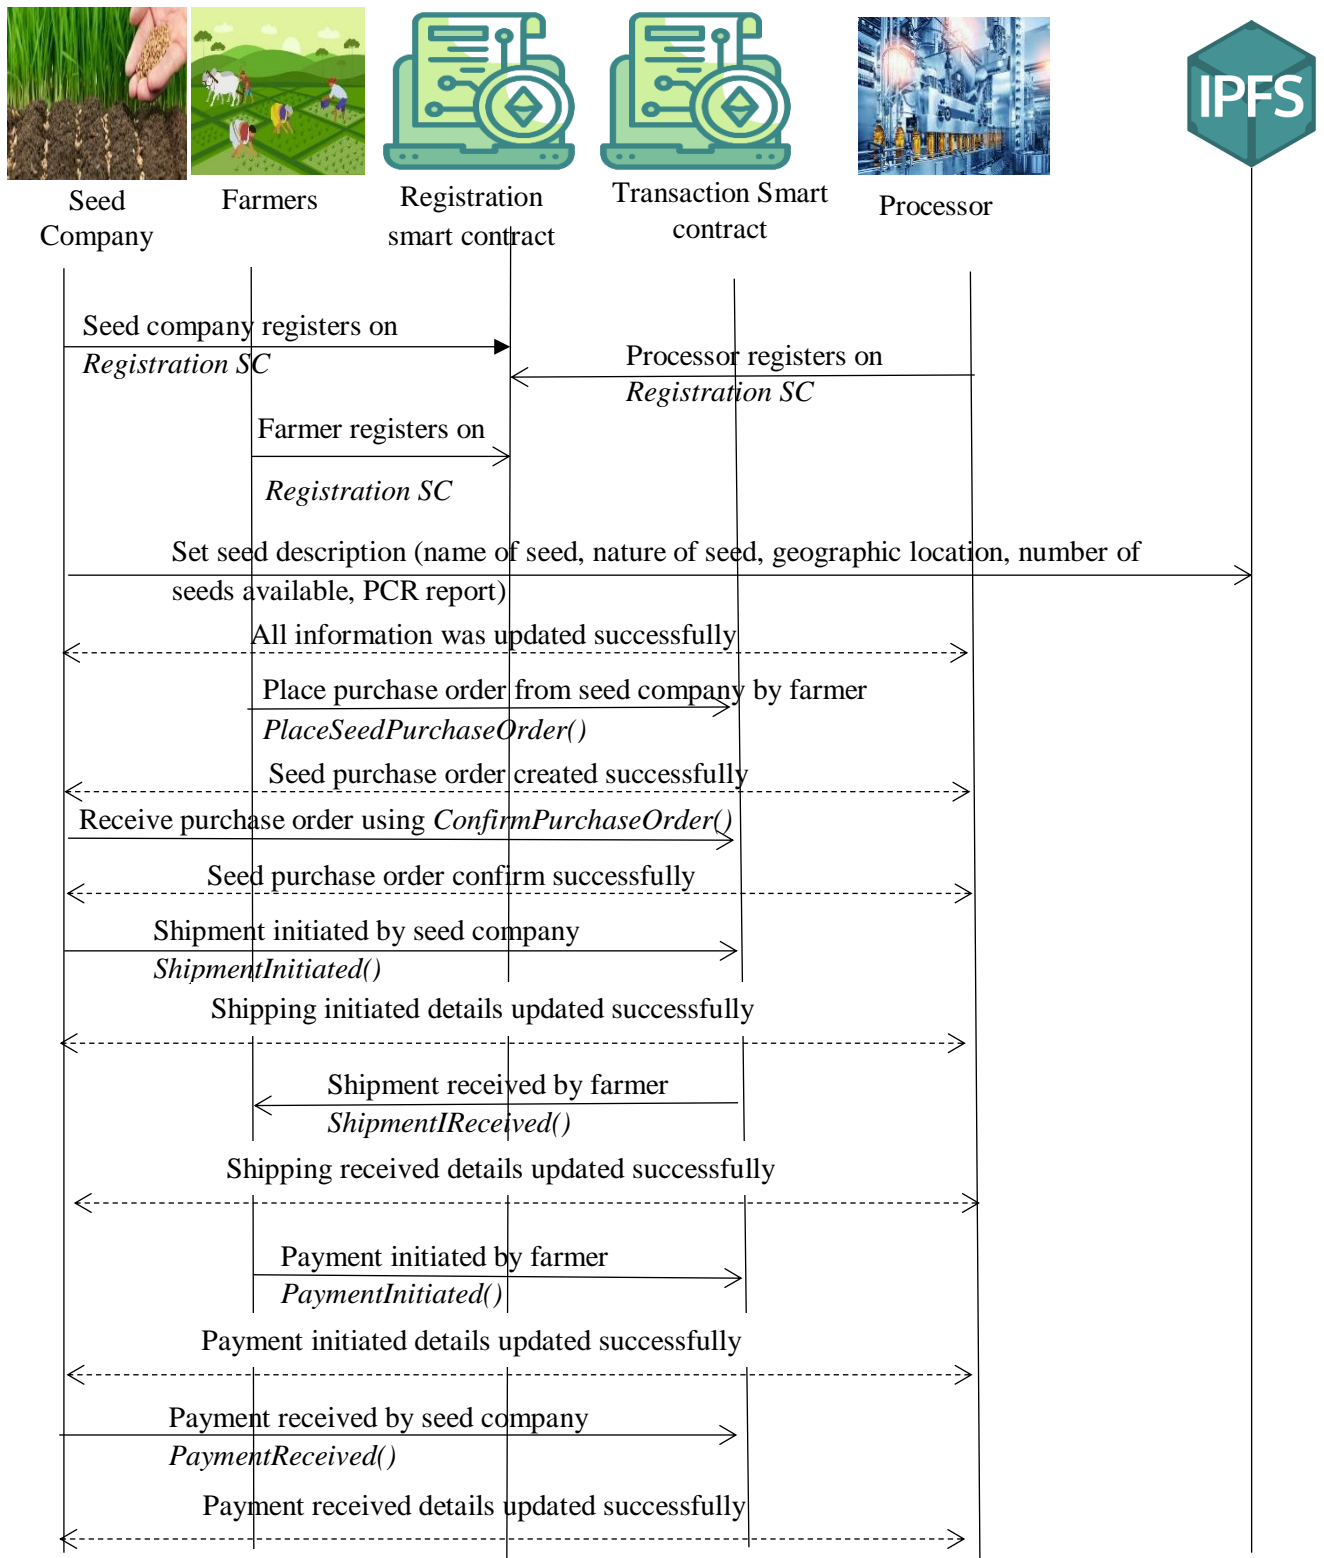 IPFS
Seed
Company
Farmers
Registration
smart contract
Transaction Smart
contract
Processor
Seed company registers on
Registration SC
Processor registers on
Registration SC
Farmer registers on
Registration SC
Set seed description (name of seed, nature of seed, geographic location, number of
seeds available, PCR report)
All information was updated successfully
Place purchase order from seed company by farmer
PlaceSeedPurchaseOrder()
Seed purchase order created successfully
Receive purchase order using ConfirmPurchaseOrder()
Seed purchase order confirm successfully
Shipment initiated by seed company
ShipmentInitiated()
Shipping initiated details updated successfully
Shipment received by farmer
ShipmentIReceived()
Shipping received details updated successfully
Payment initiated by farmer
PaymentInitiated()
Payment initiated details updated successfully
Payment received by seed company
PaymentReceived()
Payment received details updated successfully